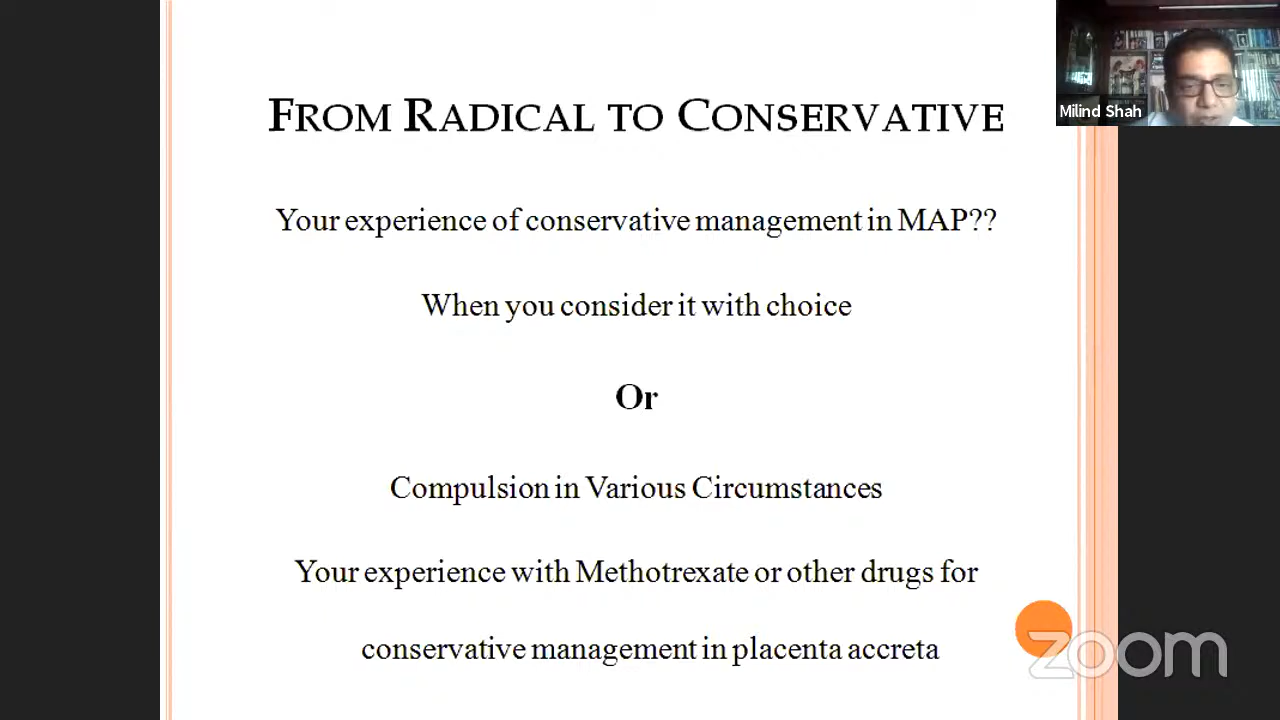 FROM RADICAL TO CONSERVATIVE
Milind Shah
Your experience of conservative management in MAP??
When you consider it with choice
Or
Compulsion in Various Circumstances
Your experience with Methotrexate or other drugs for
conservative management in placenta accreta
zoom